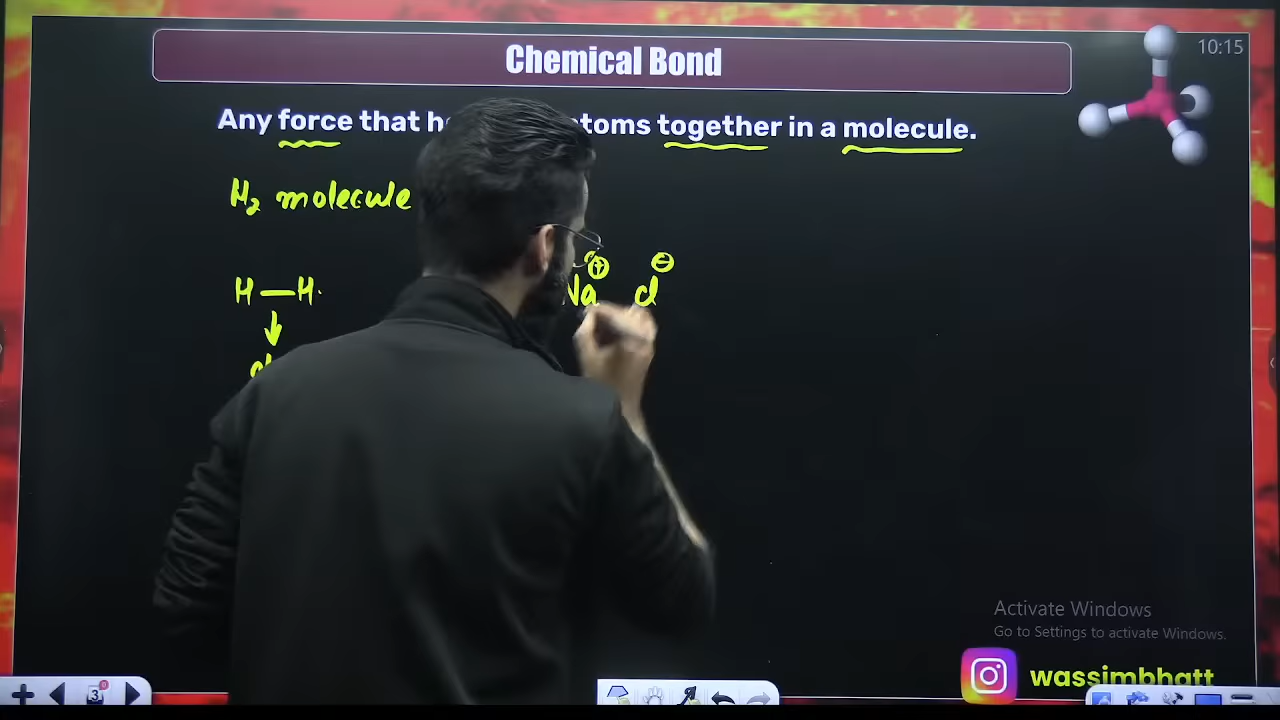 Chemical Bond
10:15
Any force that together in a molecule.
H₂ molecule
H — H
Na⊕ Cl⊖
Activate Windows
Go to Settings to activate Windows.
wassimbhatt
3